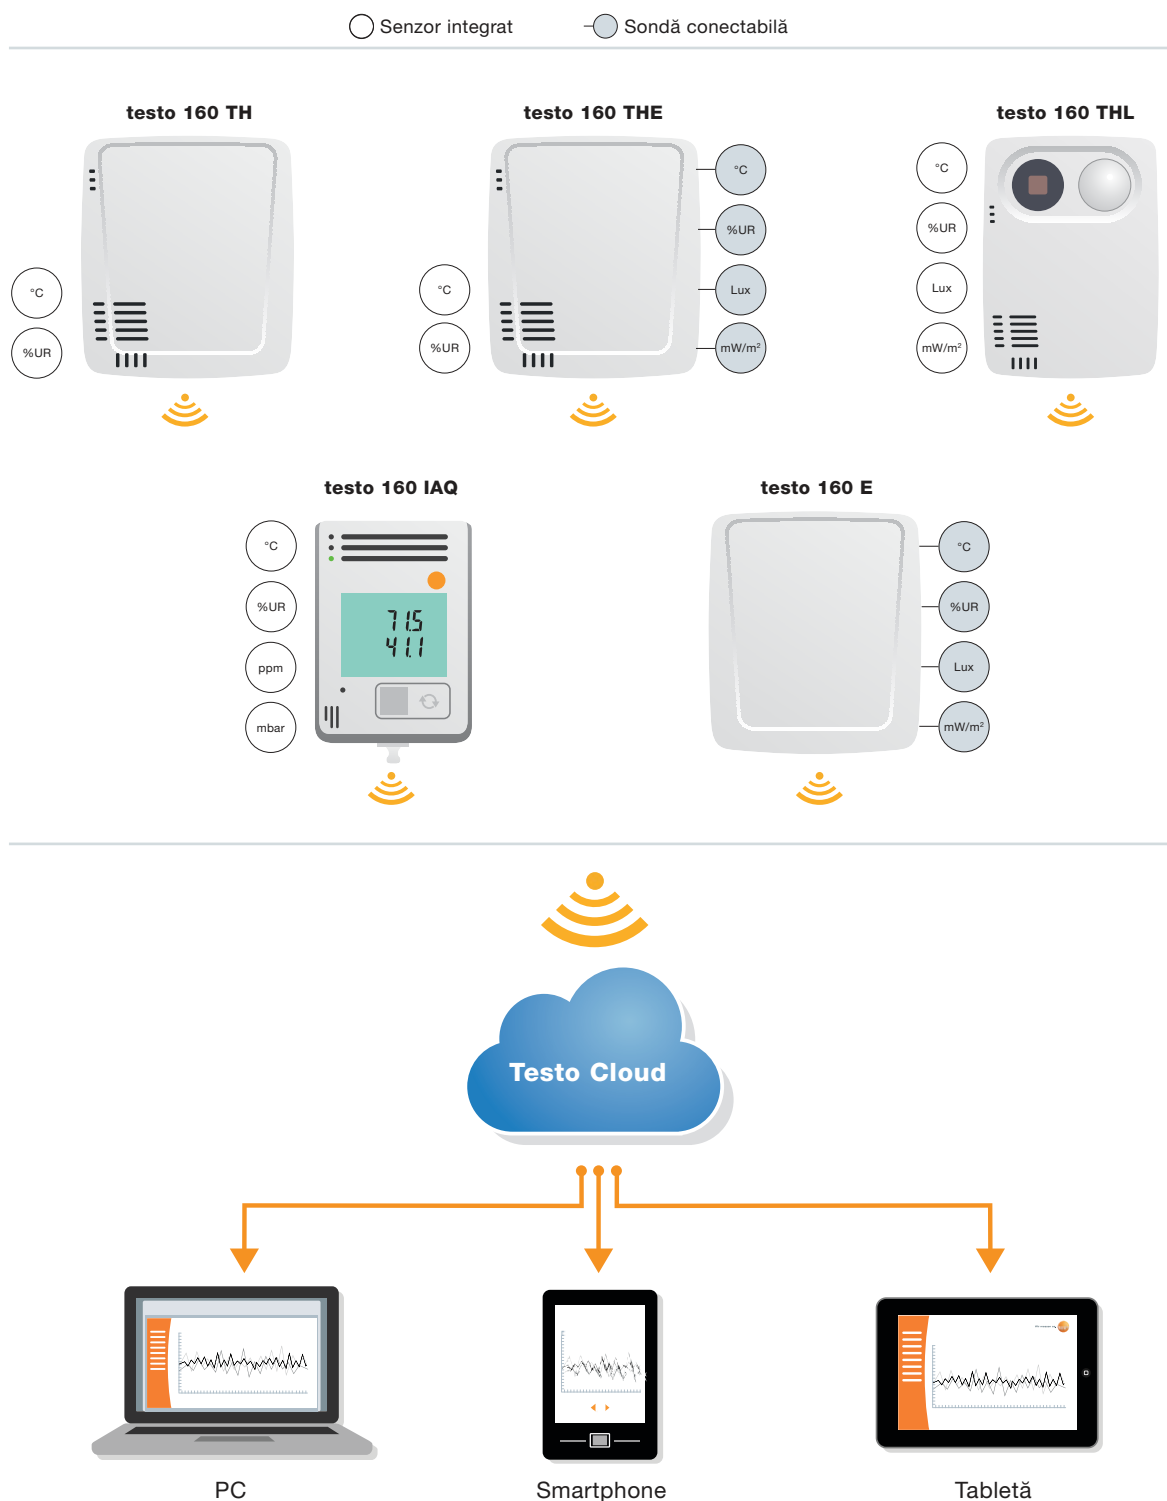 Senzor integrat
Sondă conectabilă
testo 160 TH
°C
%UR
testo 160 THE
°C
%UR
°C
%UR
Lux
mW/m²
testo 160 THL
°C
%UR
Lux
mW/m²
testo 160 IAQ
°C
%UR
ppm
mbar
71.5
41.1
testo 160 E
°C
%UR
Lux
mW/m²
Testo Cloud
PC
Smartphone
Tabletă